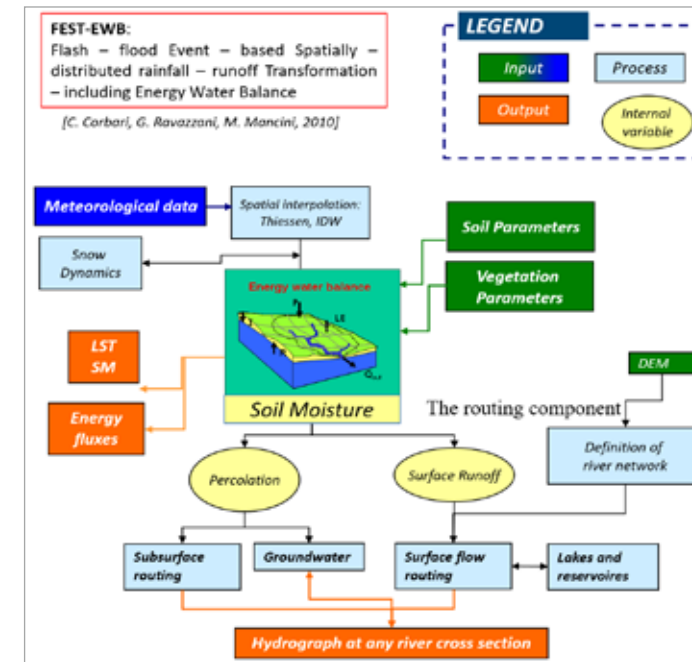 FEST-EWB:
Flash – flood Event – based Spatially –
distributed rainfall – runoff Transformation
– including Energy Water Balance
[C. Corbari, G. Ravazzani, M. Mancini, 2010]
LEGEND
Input
Process
Output
Internal
variable
Meteorological data
Spatial interpolation:
Thiessen, IDW
Snow
Dynamics
Soil Parameters
Vegetation
Parameters
Energy water balance
P
LE
LST
SM
Energy
fluxes
Soil Moisture
DEM
The routing component
Definition of
river network
Percolation
Surface Runoff
Subsurface
routing
Groundwater
Surface flow
routing
Lakes and
reservoires
Hydrograph at any river cross section